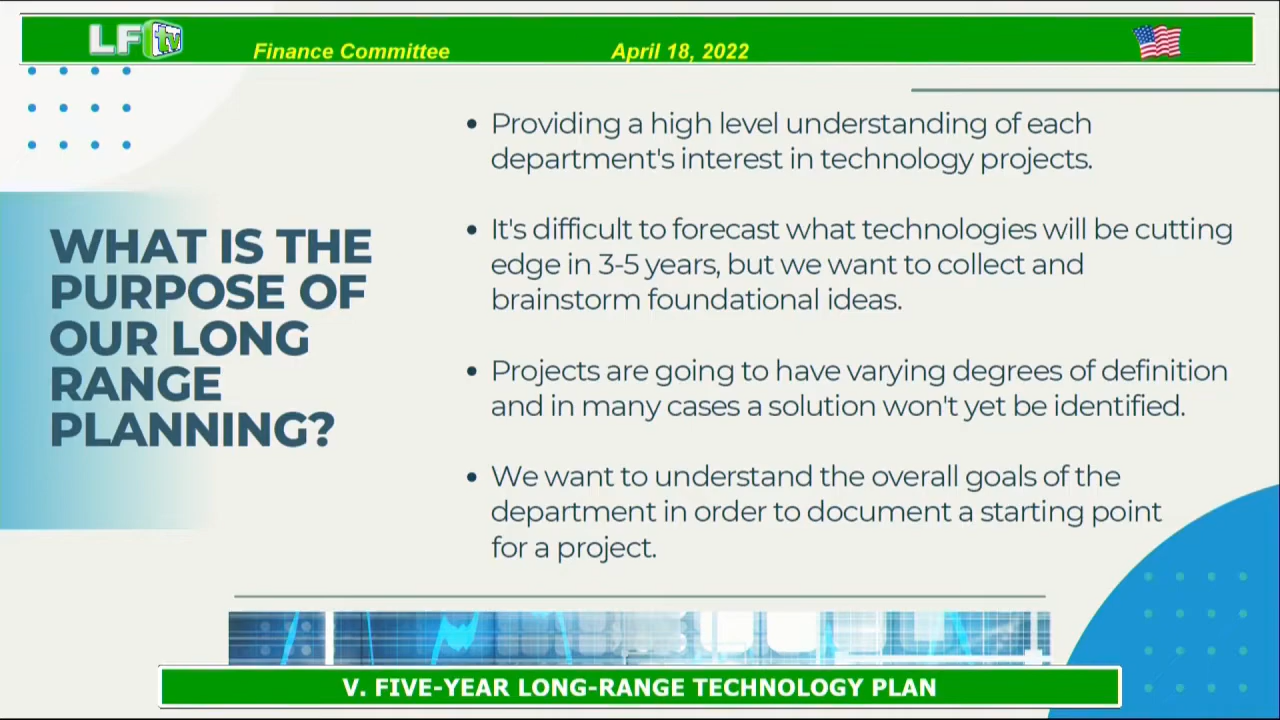 LF tv
Finance Committee
April 18, 2022
WHAT IS THE
PURPOSE OF
OUR LONG
RANGE
PLANNING?
• Providing a high level understanding of each
department's interest in technology projects.
• It's difficult to forecast what technologies will be cutting
edge in 3-5 years, but we want to collect and
brainstorm foundational ideas.
• Projects are going to have varying degrees of definition
and in many cases a solution won't yet be identified.
• We want to understand the overall goals of the
department in order to document a starting point
for a project.
V. FIVE-YEAR LONG-RANGE TECHNOLOGY PLAN